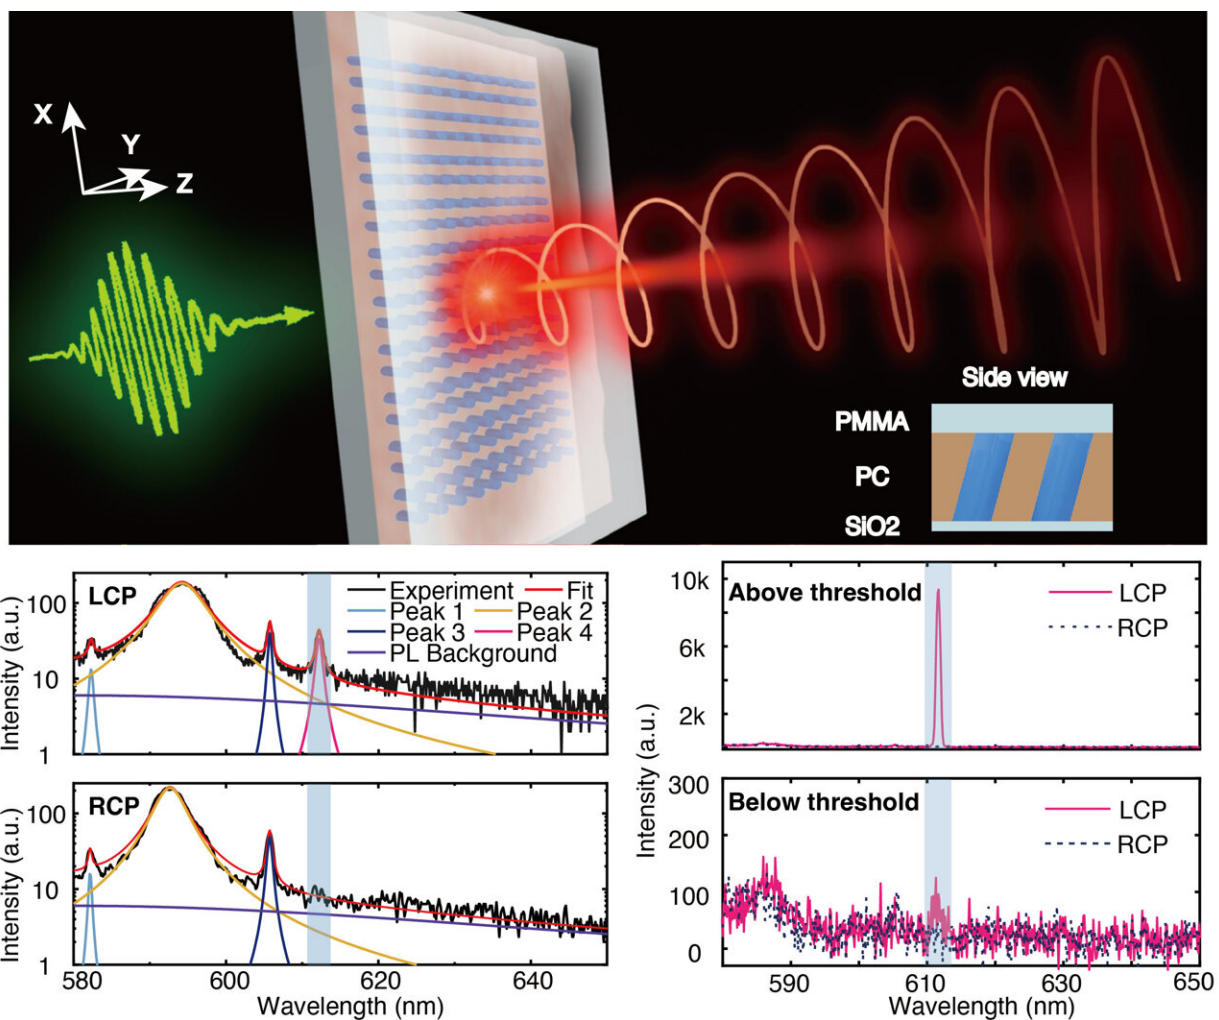 X
Y
Z
Side view
PMMA
PC
SiO2
LCP
Experiment Fit
Peak 1 Peak 2
Peak 3 Peak 4
PL Background
100
10
1
Intensity (a.u.)
RCP
100
10
1
Intensity (a.u.)
580 600 620 640
Wavelength (nm)
Above threshold
LCP
RCP
10k
6k
2k
Intensity (a.u.)
Below threshold
LCP
RCP
300
200
100
0
590 610 630 650
Wavelength (nm)